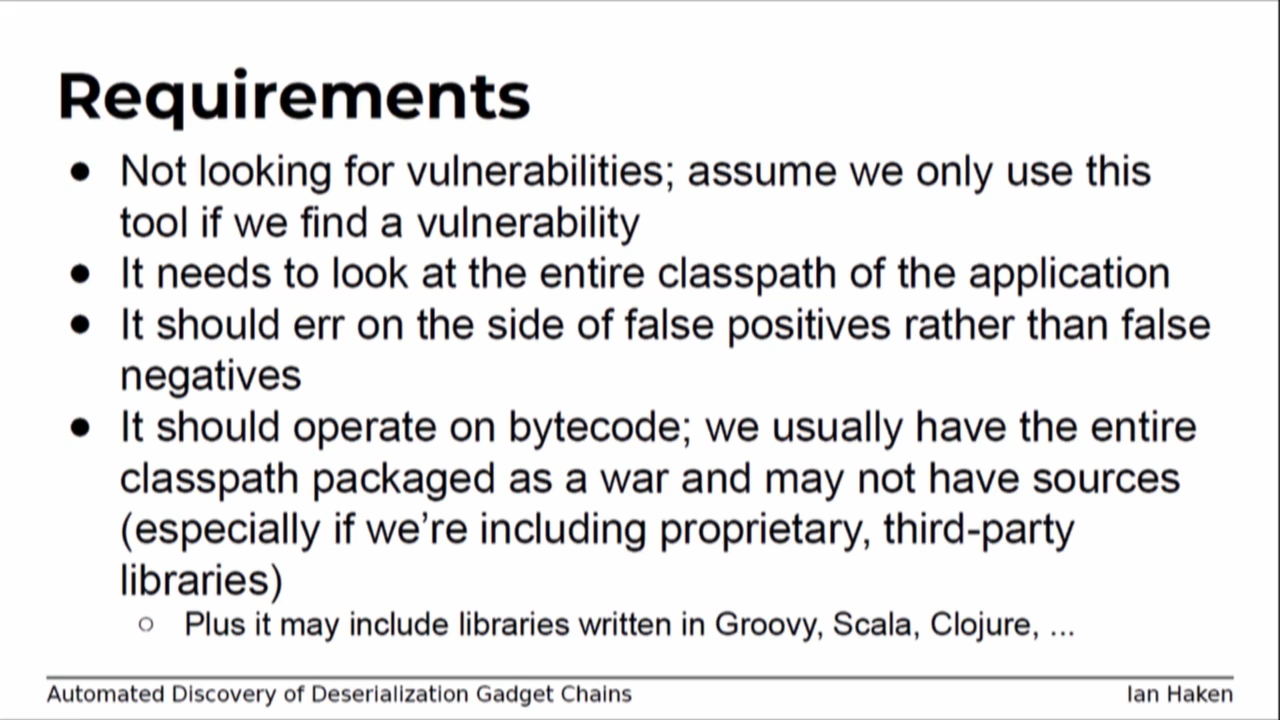 Requirements
● Not looking for vulnerabilities; assume we only use this
tool if we find a vulnerability
● It needs to look at the entire classpath of the application
● It should err on the side of false positives rather than false
negatives
● It should operate on bytecode; we usually have the entire
classpath packaged as a war and may not have sources
(especially if we’re including proprietary, third-party
libraries)
○ Plus it may include libraries written in Groovy, Scala, Clojure, ...
Automated Discovery of Deserialization Gadget Chains
Ian Haken